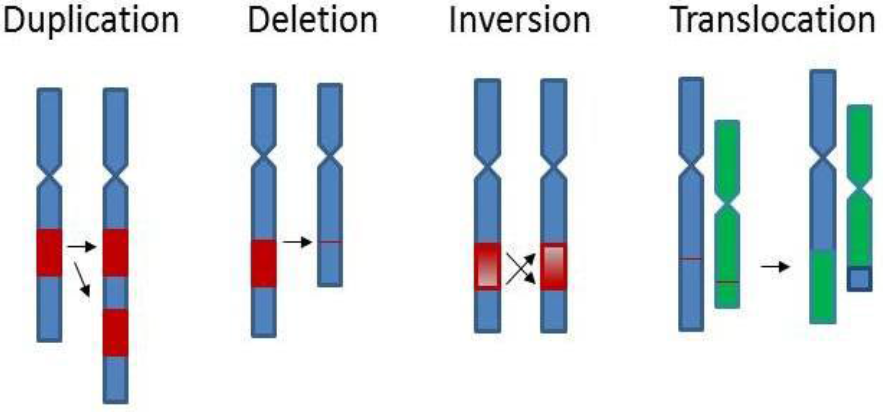 Duplication
Deletion
Inversion
Translocation